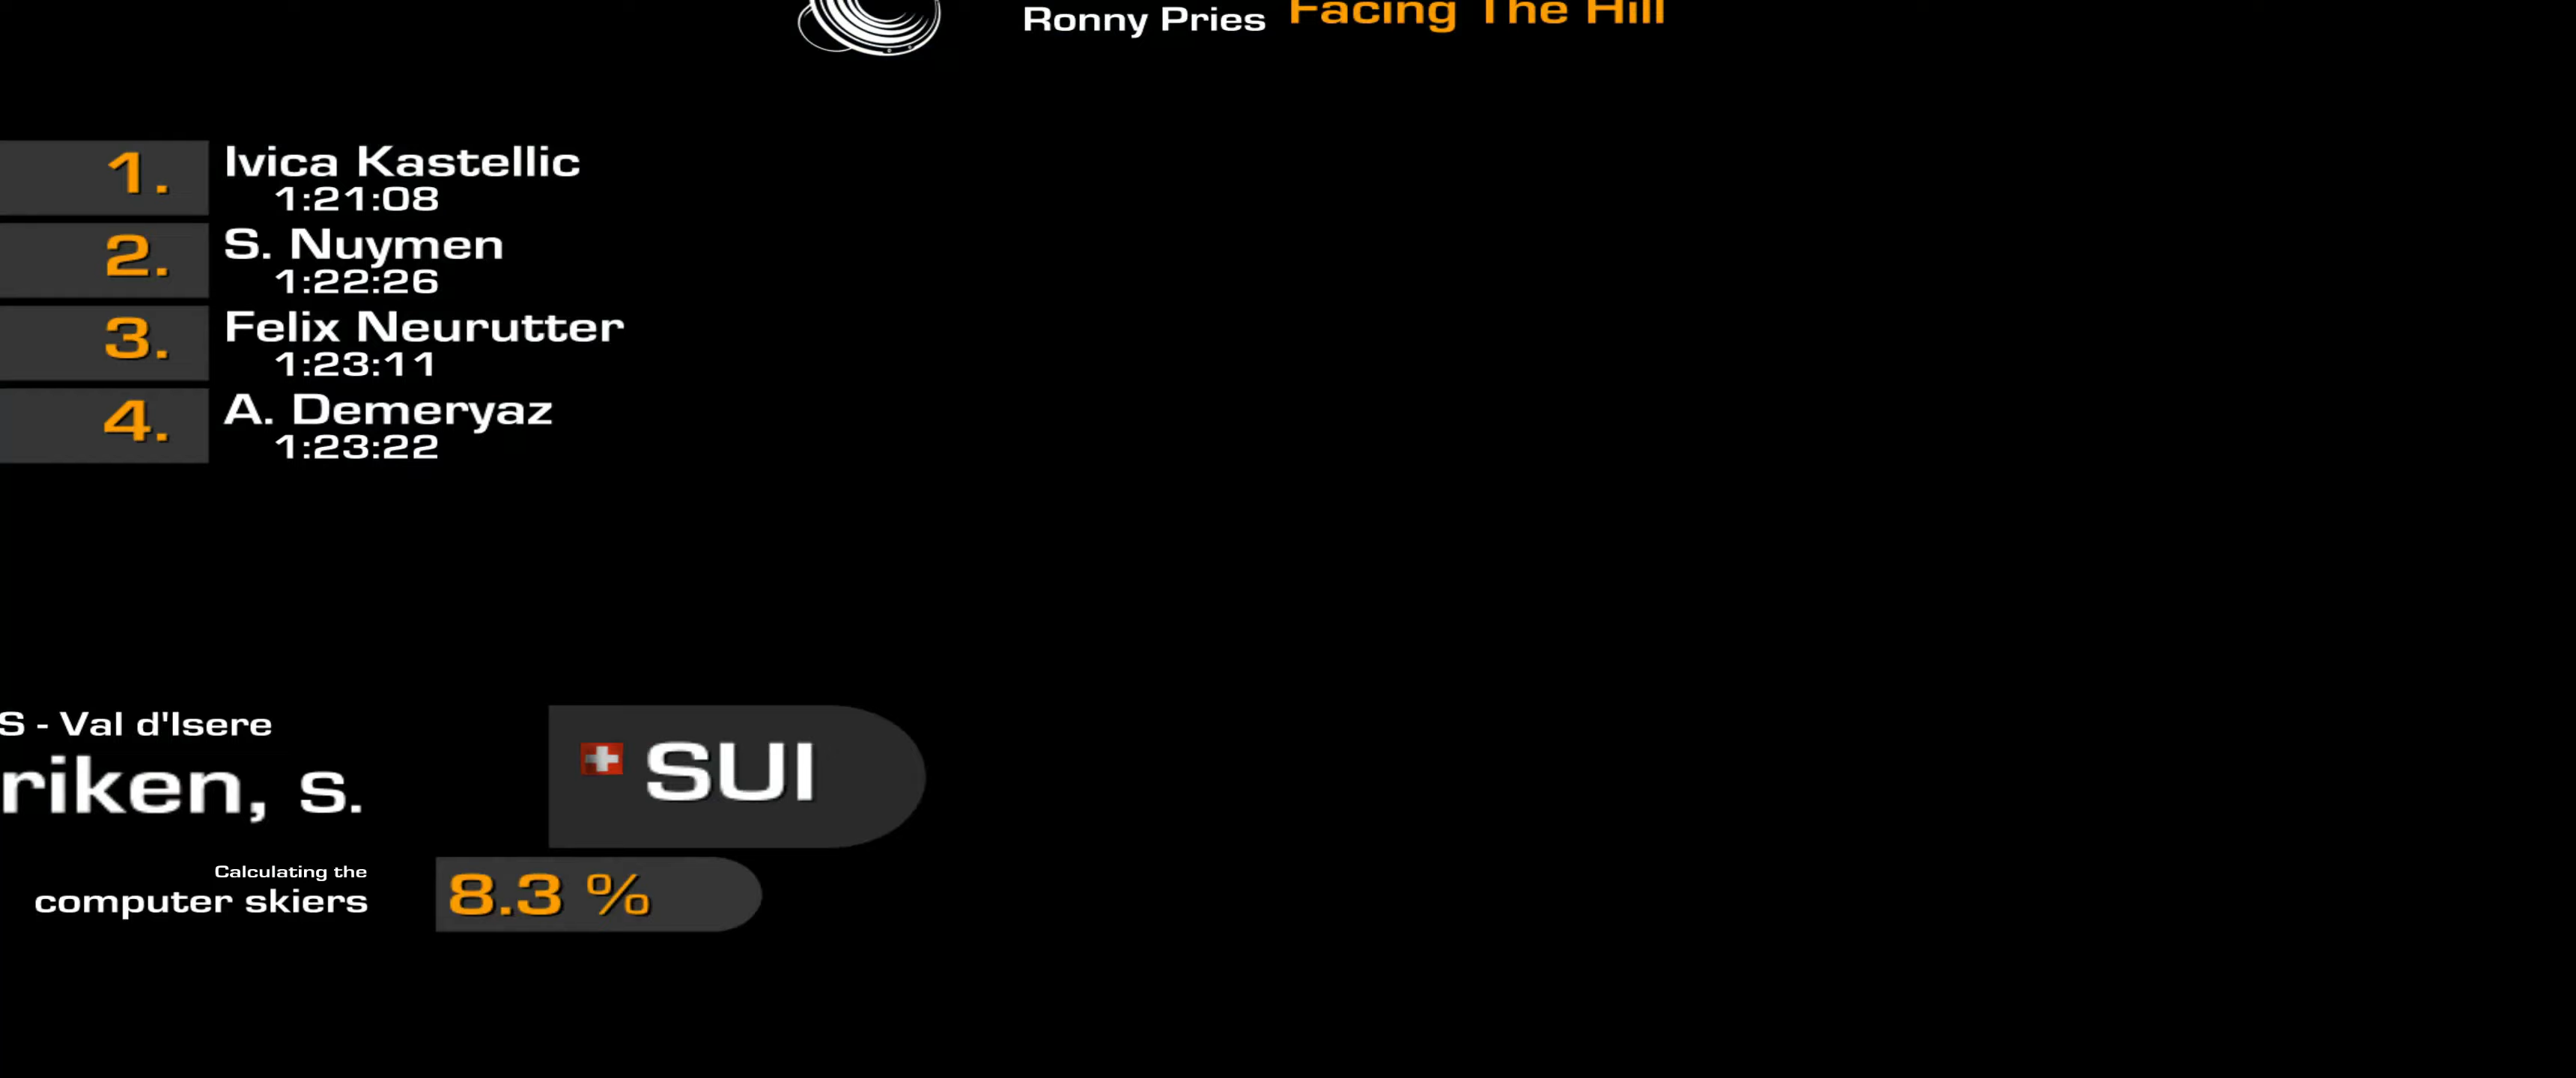 Ronny Pries Facing The Hill
1. Ivica Kastellic
1:21:08
2. S. Nuymen
1:22:26
3. Felix Neurutter
1:23:11
4. A. Demeryaz
1:23:22
S - Val d'Isere
riken, s.
SUI
Calculating the
computer skiers
8.3 %